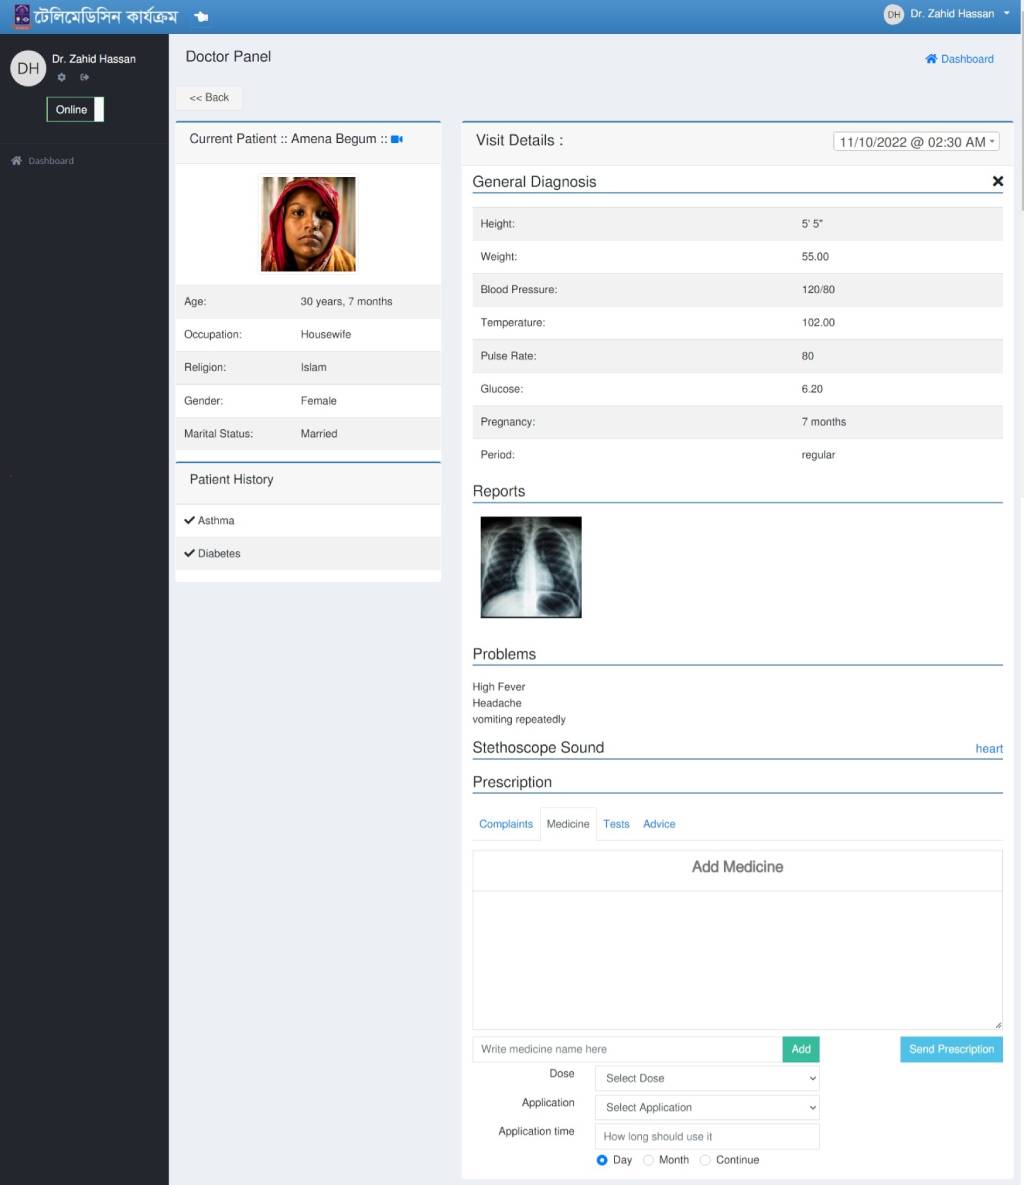 টেলিমেডিসিন কার্যক্রম
DH Dr. Zahid Hassan
DH
Dr. Zahid Hassan
Online
Dashboard
Doctor Panel
Dashboard
<< Back
Current Patient :: Amena Begum ::
Age: 30 years, 7 months
Occupation: Housewife
Religion: Islam
Gender: Female
Marital Status: Married
Patient History
Asthma
Diabetes
Visit Details :
11/10/2022 @ 02:30 AM
General Diagnosis
Height: 5' 5"
Weight: 55.00
Blood Pressure: 120/80
Temperature: 102.00
Pulse Rate: 80
Glucose: 6.20
Pregnancy: 7 months
Period: regular
Reports
Problems
High Fever
Headache
vomiting repeatedly
Stethoscope Sound heart
Prescription
Complaints Medicine Tests Advice
Add Medicine
Write medicine name here Add Send Prescription
Dose Select Dose
Application Select Application
Application time How long should use it
Day Month Continue